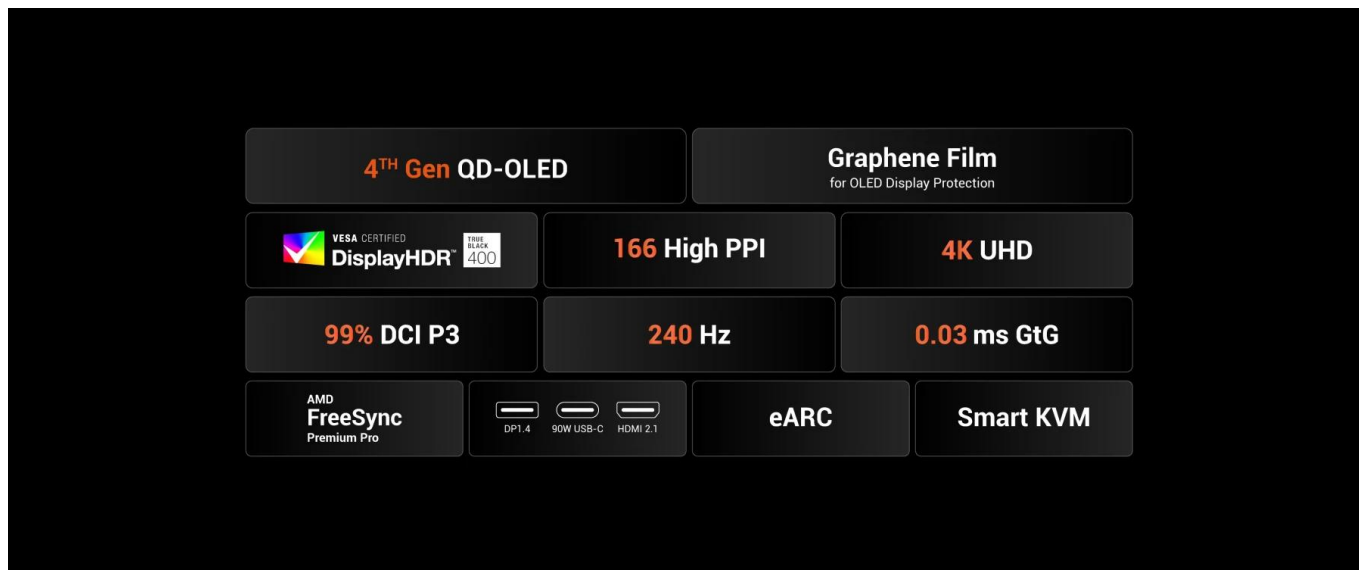 4TH Gen QD-OLED
Graphene Film
for OLED Display Protection
VESA CERTIFIED
DisplayHDR™
TRUE
BLACK
400
166 High PPI
4K UHD
99% DCI P3
240 Hz
0.03 ms GtG
AMD
FreeSync
Premium Pro
DP1.4
90W USB-C
HDMI 2.1
eARC
Smart KVM